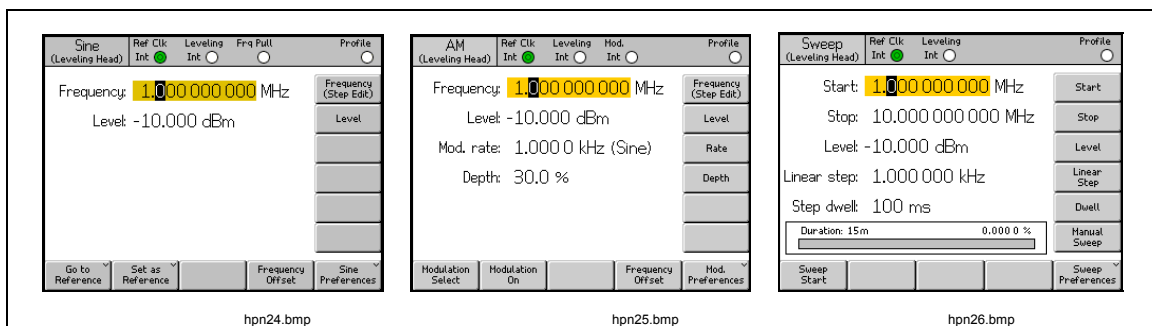 Sine
(Leveling Head)
Ref Clk Leveling Frq Pull Profile
Int Int
Frequency: 1.000 000 000 MHz
Level: -10.000 dBm
Frequency
(Step Edit)
Level
Go to
Reference
Set as
Reference
Frequency
Offset
Sine
Preferences
hpn24.bmp
AM
(Leveling Head)
Ref Clk Leveling Mod. Profile
Int Int Int
Frequency: 1.000 000 000 MHz
Level: -10.000 dBm
Mod. rate: 1.000 0 kHz (Sine)
Depth: 30.0 %
Frequency
(Step Edit)
Level
Rate
Depth
Modulation
Select
Modulation
On
Frequency
Offset
Mod.
Preferences
hpn25.bmp
Sweep
(Leveling Head)
Ref Clk Leveling Profile
Int Int
Start: 1.000 000 000 MHz
Stop: 10.000 000 000 MHz
Level: -10.000 dBm
Linear step: 1.000 000 kHz
Step dwell: 100 ms
Duration: 15m 0.000 0 %
Start
Stop
Level
Linear
Step
Dwell
Manual
Sweep
Sweep
Start
Sweep
Preferences
hpn26.bmp